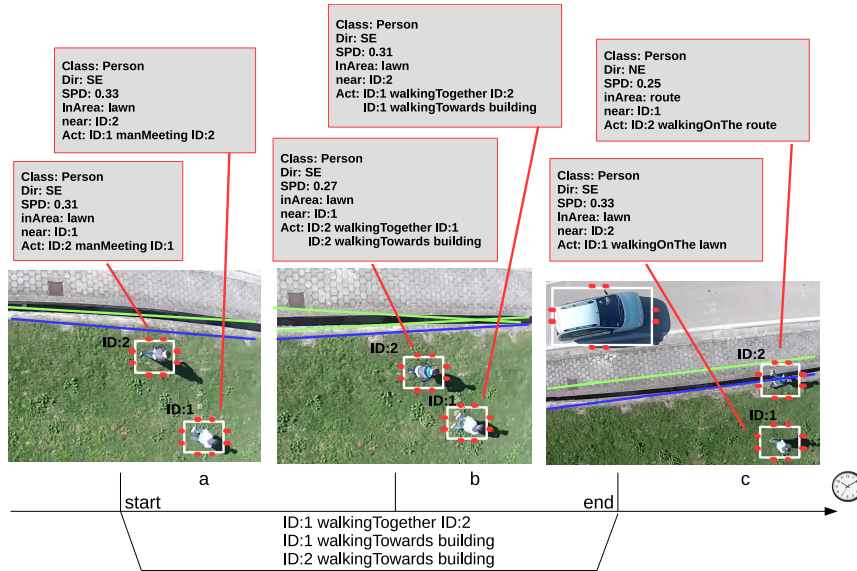 Class: Person
Dir: SE
SPD: 0.33
InArea: lawn
near: ID:2
Act: ID:1 manMeeting ID:2
Class: Person
Dir: SE
SPD: 0.31
inArea: lawn
near: ID:1
Act: ID:2 manMeeting ID:1
Class: Person
Dir: SE
SPD: 0.31
InArea: lawn
near: ID:2
Act: ID:1 walkingTogether ID:2
ID:1 walkingTowards building
Class: Person
Dir: SE
SPD: 0.27
inArea: lawn
near: ID:1
Act: ID:2 walkingTogether ID:1
ID:2 walkingTowards building
Class: Person
Dir: NE
SPD: 0.25
inArea: route
near: ID:1
Act: ID:2 walkingOnThe route
Class: Person
Dir: SE
SPD: 0.33
InArea: lawn
near: ID:2
Act: ID:1 walkingOnThe lawn
ID:2
ID:1
ID:2
ID:1
ID:2
ID:1
a
b
c
start
end
ID:1 walkingTogether ID:2
ID:1 walkingTowards building
ID:2 walkingTowards building